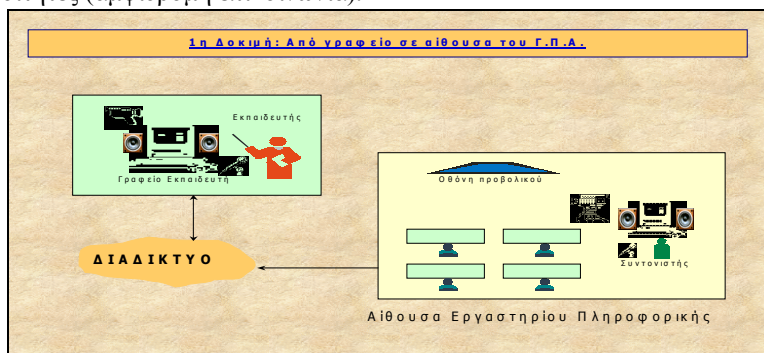 1η Δοκιμή: Από γραφείο σε αίθουσα του Γ.Π.Α.
Εκπαιδευτής
Γραφείο Εκπαιδευτή
Οθόνη προβολικού
ΔΙΑΔΙΚΤΥΟ
Συντονιστής
Αίθουσα Εργαστηρίου Πληροφορικής